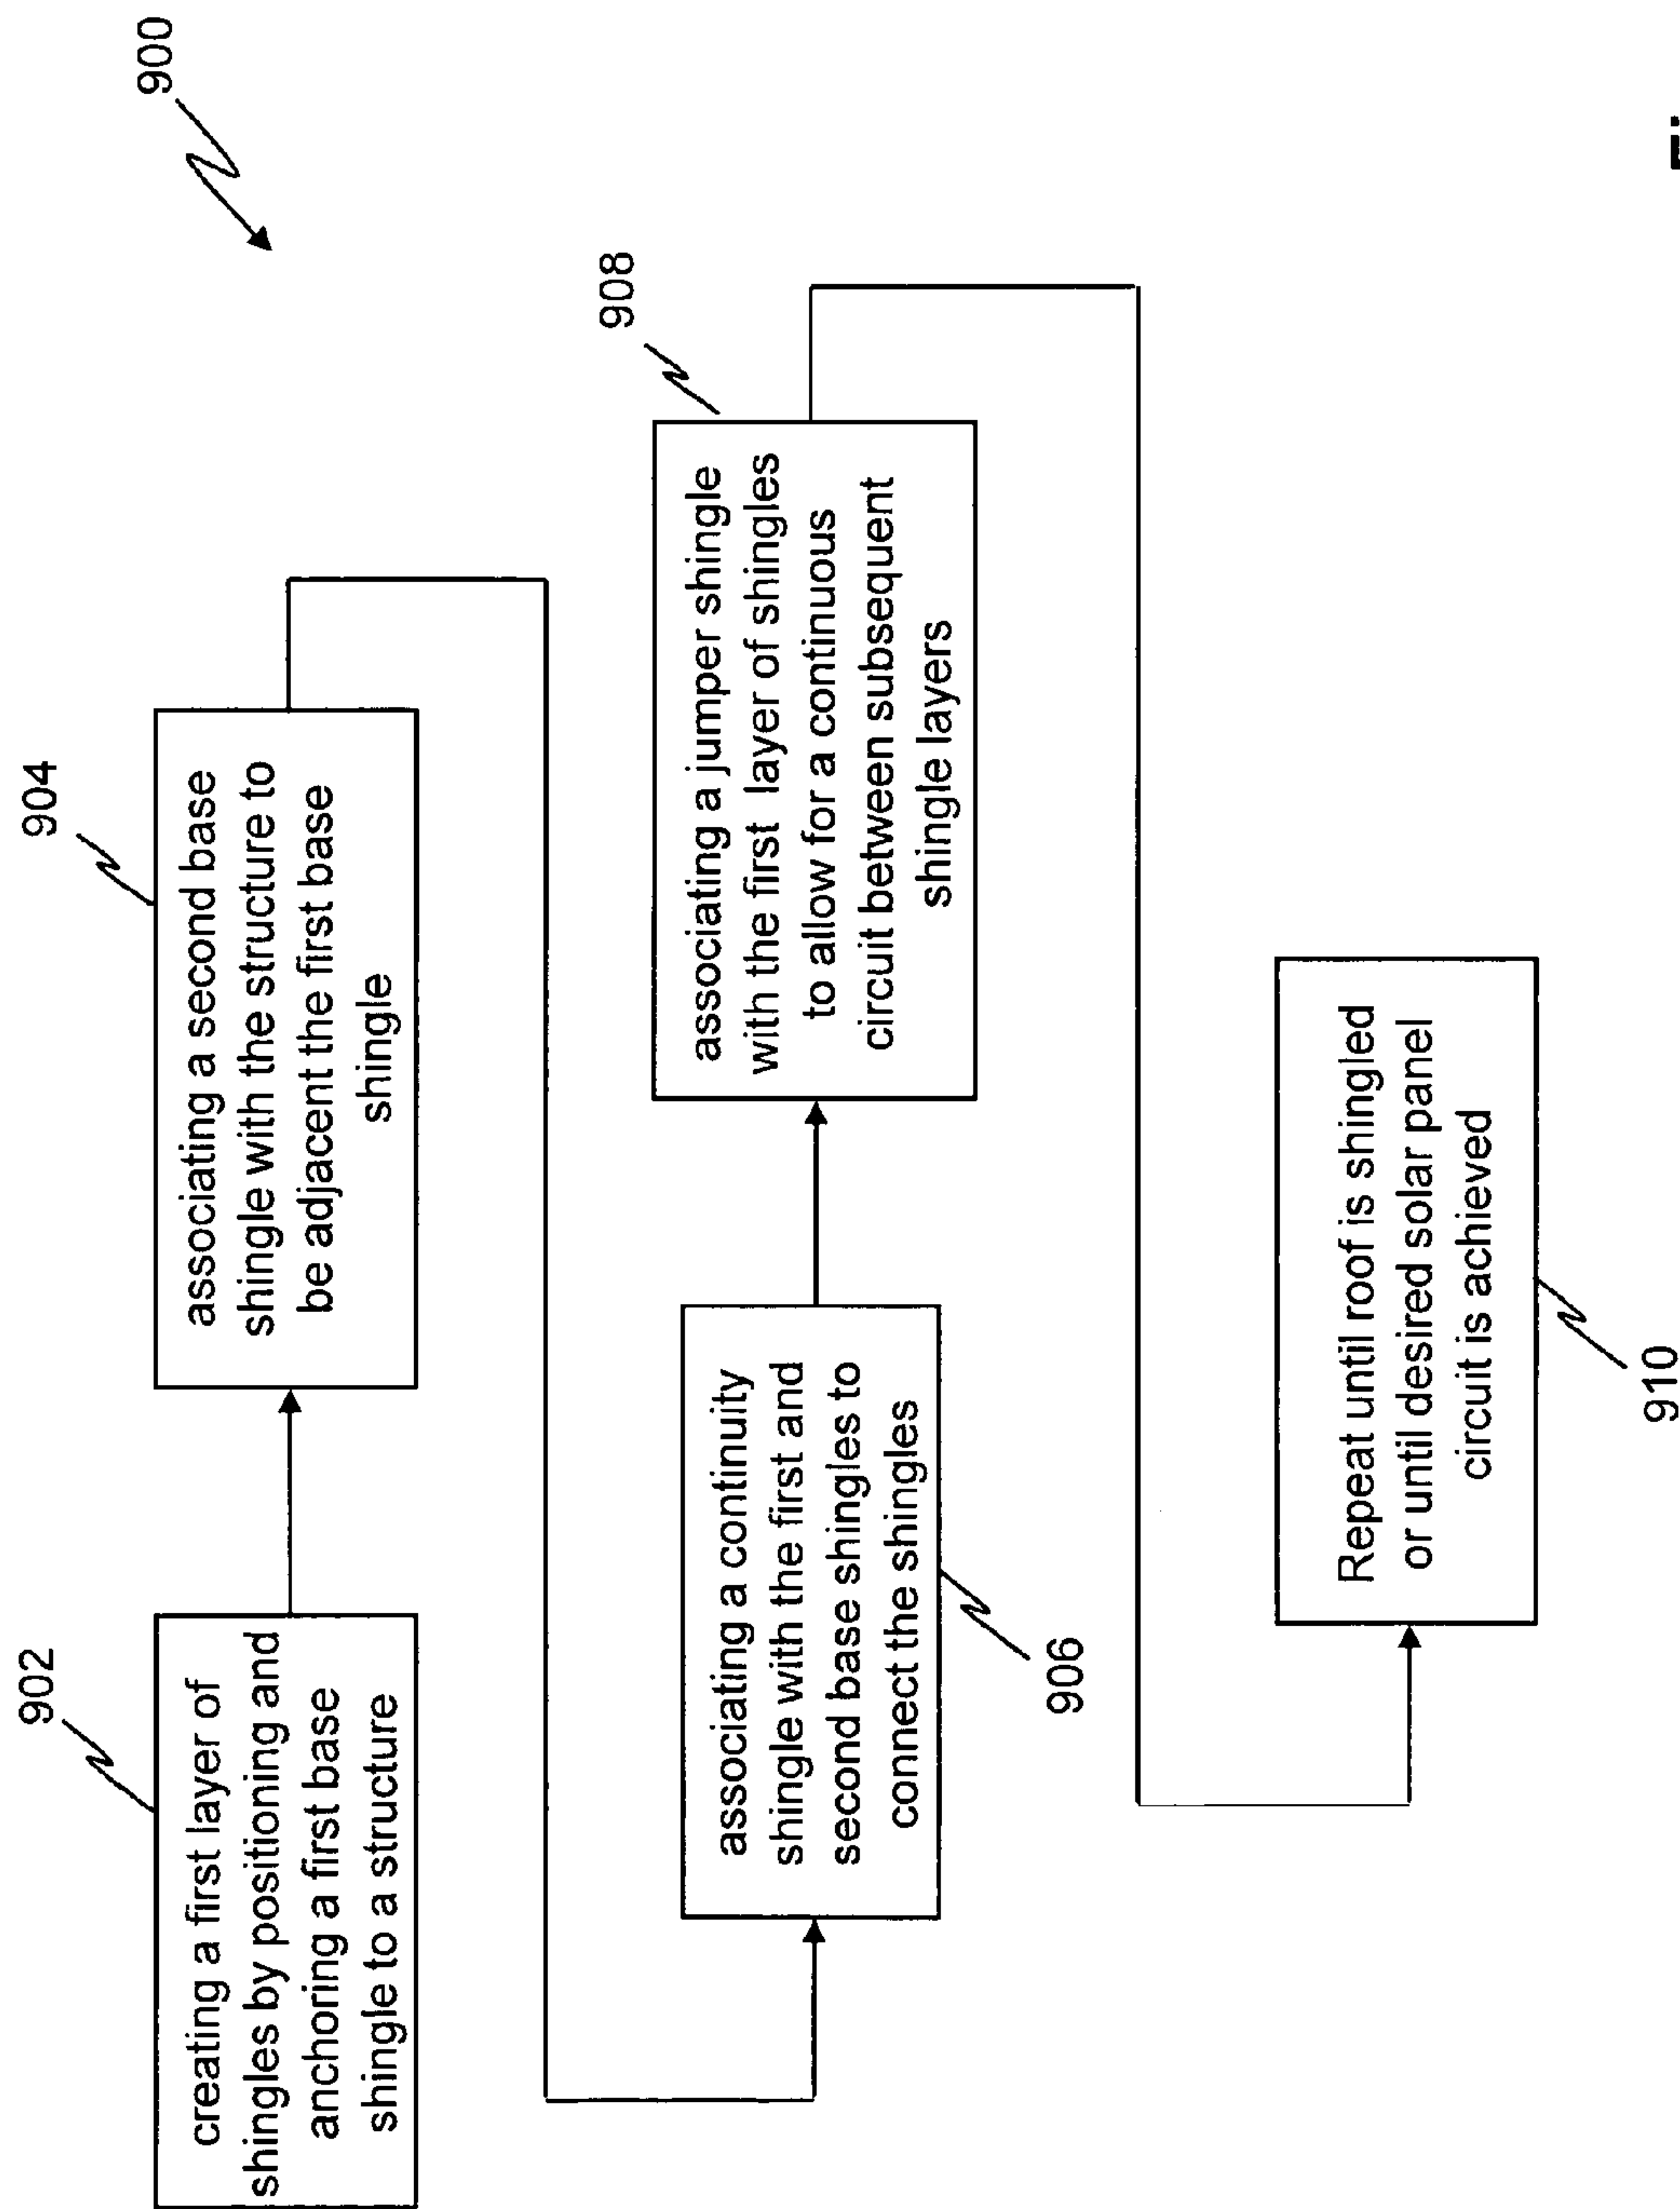 900
902
creating a first layer of
shingles by positioning and
anchoring a first base
shingle to a structure
904
associating a second base
shingle with the structure to
be adjacent the first base
shingle
906
associating a continuity
shingle with the first and
second base shingles to
connect the shingles
908
associating a jumper shingle
with the first layer of shingles
to allow for a continuous
circuit between subsequent
shingle layers
910
Repeat until roof is shingled
or until desired solar panel
circuit is achieved